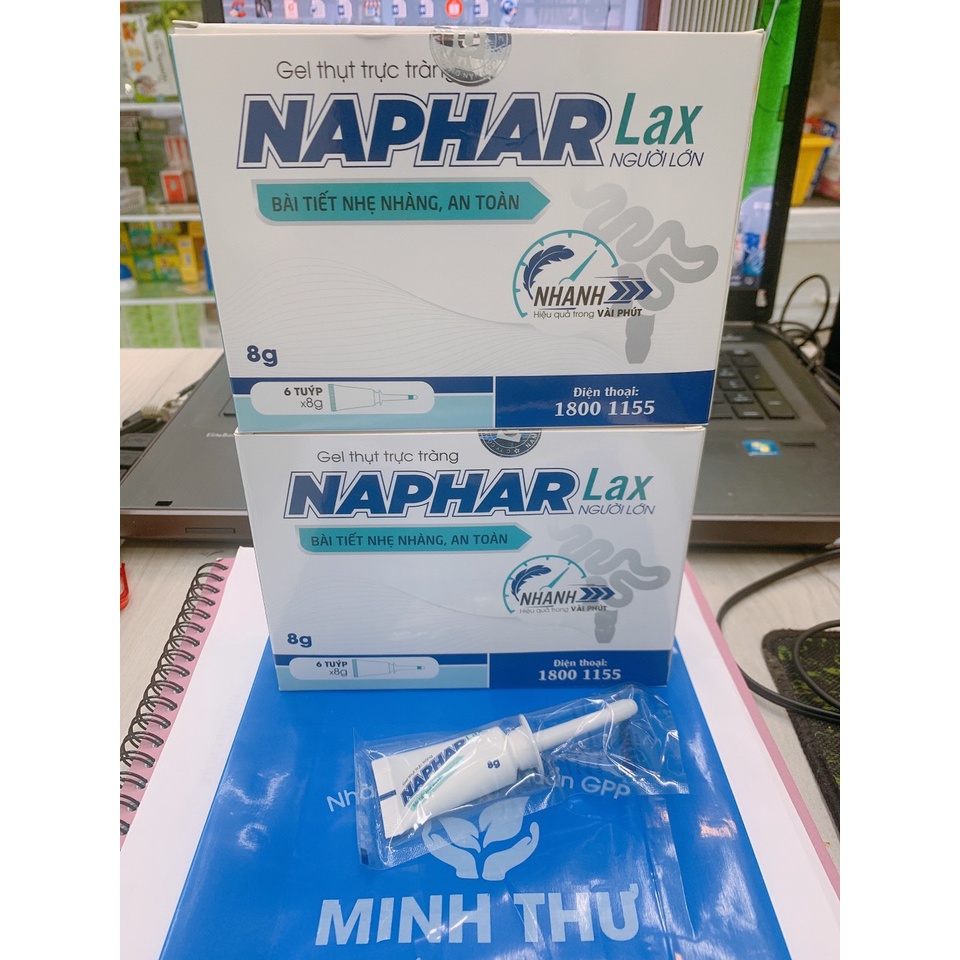 Gel thụt trực tràng
NAPHAR Lax
NGƯỜI LỚN
BÀI TIẾT NHẸ NHÀNG, AN TOÀN
NHANH
Hiệu quả trong VÀI PHÚT
8g
6 TUÝP
x8g
Điện thoại:
1800 1155
Gel thụt trực tràng
NAPHAR Lax
NGƯỜI LỚN
BÀI TIẾT NHẸ NHÀNG, AN TOÀN
NHANH
Hiệu quả trong VÀI PHÚT
8g
6 TUÝP
x8g
Điện thoại:
1800 1155
NAPHAR
8g
GPP
MINH THƯ